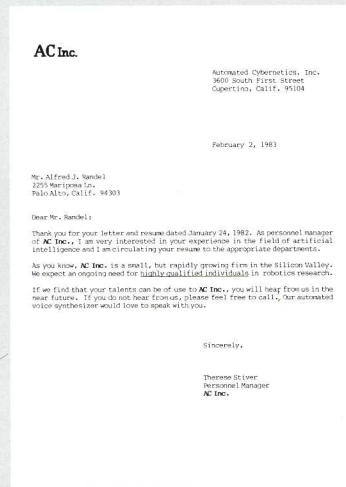 AC Inc.
Automated Cybernetics, Inc.
3600 South First Street
Cupertino, Calif. 95104
February 2, 1983
Mr. Alfred J. Randel
2255 Mariposa Ln.
Palo Alto, Calif. 94303
Dear Mr. Randel:
Thank you for your letter and resume dated January 24, 1982. As personnel manager
of AC Inc., I am very interested in your experience in the field of artificial
intelligence and I am circulating your resume to the appropriate departments.
As you know, AC Inc. is a small, but rapidly growing firm in the Silicon Valley.
We expect an ongoing need for highly qualified individuals in robotics research.
If we find that your talents can be of use to AC Inc., you will hear from us in the
near future. If you do not hear from us, please feel free to call. Our automated
voice synthesizer would love to speak with you.
Sincerely,
Therese Stiver
Personnel Manager
AC Inc.